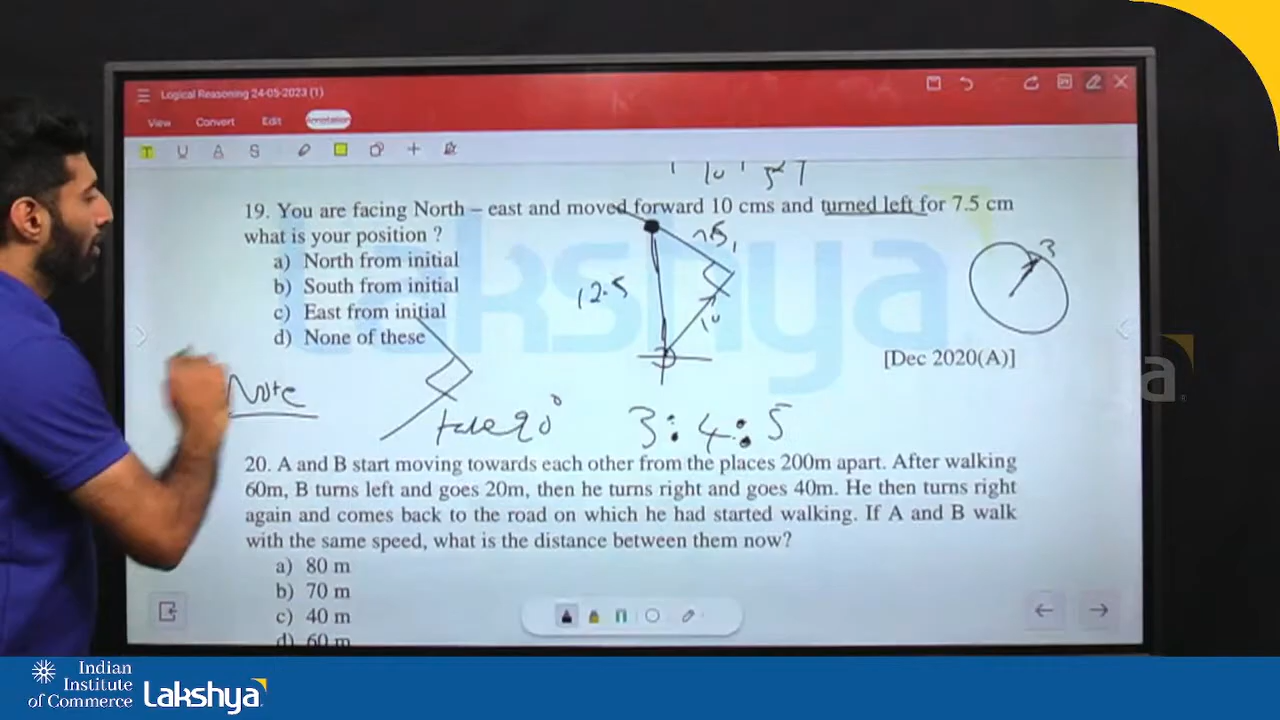 Logical Reasoning 24-05-2023 (1)
View Convert Edit Annotation
19. You are facing North – east and moved forward 10 cms and turned left for 7.5 cm
what is your position ?
a) North from initial
b) South from initial
c) East from initial
d) None of these
12.5
10
[Dec 2020(A)]
Note
take 90°
3:4:5
20. A and B start moving towards each other from the places 200m apart. After walking
60m, B turns left and goes 20m, then he turns right and goes 40m. He then turns right
again and comes back to the road on which he had started walking. If A and B walk
with the same speed, what is the distance between them now?
a) 80 m
b) 70 m
c) 40 m
d) 60 m
Lakshya
Indian
Institute
of Commerce
Lakshya